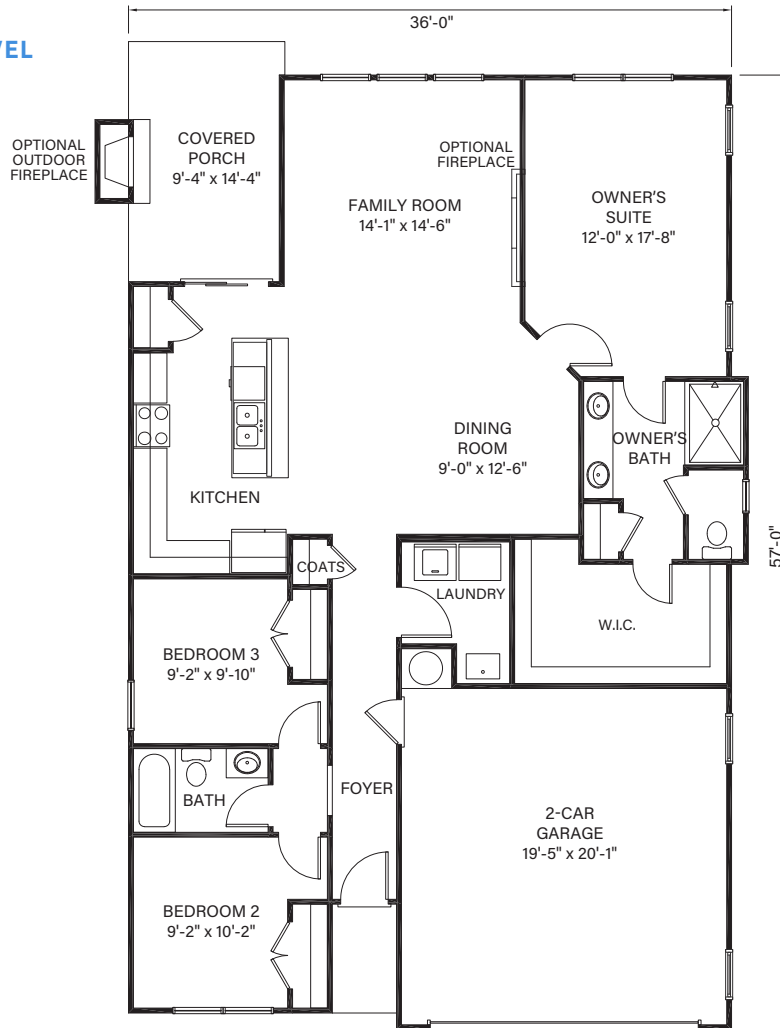 36'-0"
VEL
OPTIONAL
OUTDOOR
FIREPLACE
COVERED
PORCH
9'-4" x 14'-4"
FAMILY ROOM
14'-1" x 14'-6"
OPTIONAL
FIREPLACE
OWNER'S
SUITE
12'-0" x 17'-8"
KITCHEN
DINING
ROOM
9'-0" x 12'-6"
OWNER'S
BATH
57'-0"
COATS
LAUNDRY
W.I.C.
BEDROOM 3
9'-2" x 9'-10"
BATH
FOYER
2-CAR
GARAGE
19'-5" x 20'-1"
BEDROOM 2
9'-2" x 10'-2"